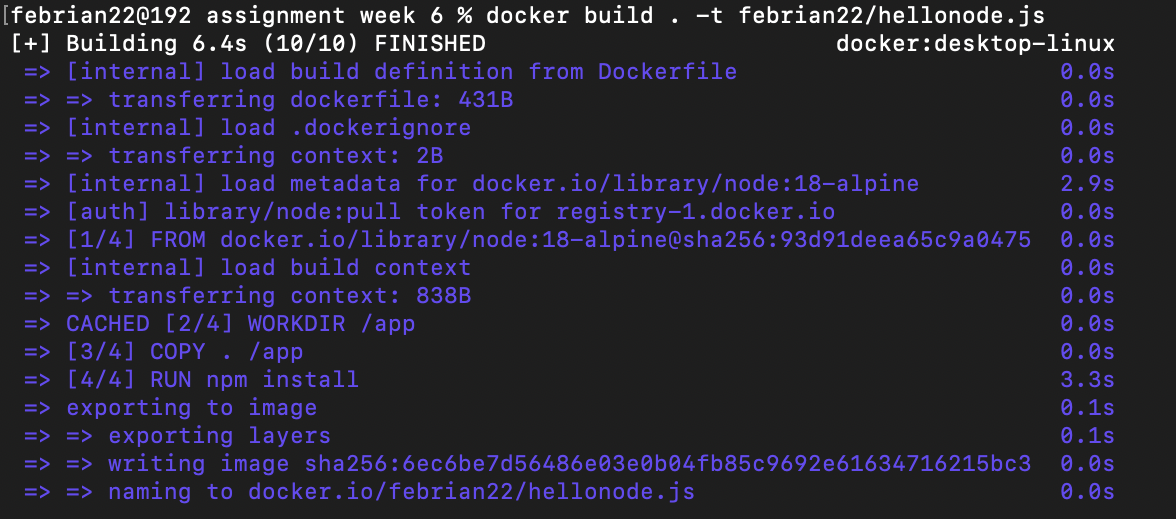 [febrian22@192 assignment week 6 % docker build . -t febrian22/hellonode.js
[+] Building 6.4s (10/10) FINISHED docker:desktop-linux
=> [internal] load build definition from Dockerfile 0.0s
=> => transferring dockerfile: 431B 0.0s
=> [internal] load .dockerignore 0.0s
=> => transferring context: 2B 0.0s
=> [internal] load metadata for docker.io/library/node:18-alpine 2.9s
=> [auth] library/node:pull token for registry-1.docker.io 0.0s
=> [1/4] FROM docker.io/library/node:18-alpine@sha256:93d91deea65c9a0475 0.0s
=> [internal] load build context 0.0s
=> => transferring context: 838B 0.0s
=> CACHED [2/4] WORKDIR /app 0.0s
=> [3/4] COPY . /app 0.0s
=> [4/4] RUN npm install 3.3s
=> exporting to image 0.1s
=> => exporting layers 0.1s
=> => writing image sha256:6ec6be7d56486e03e0b04fb85c9692e61634716215bc3 0.0s
=> => naming to docker.io/febrian22/hellonode.js 0.0s